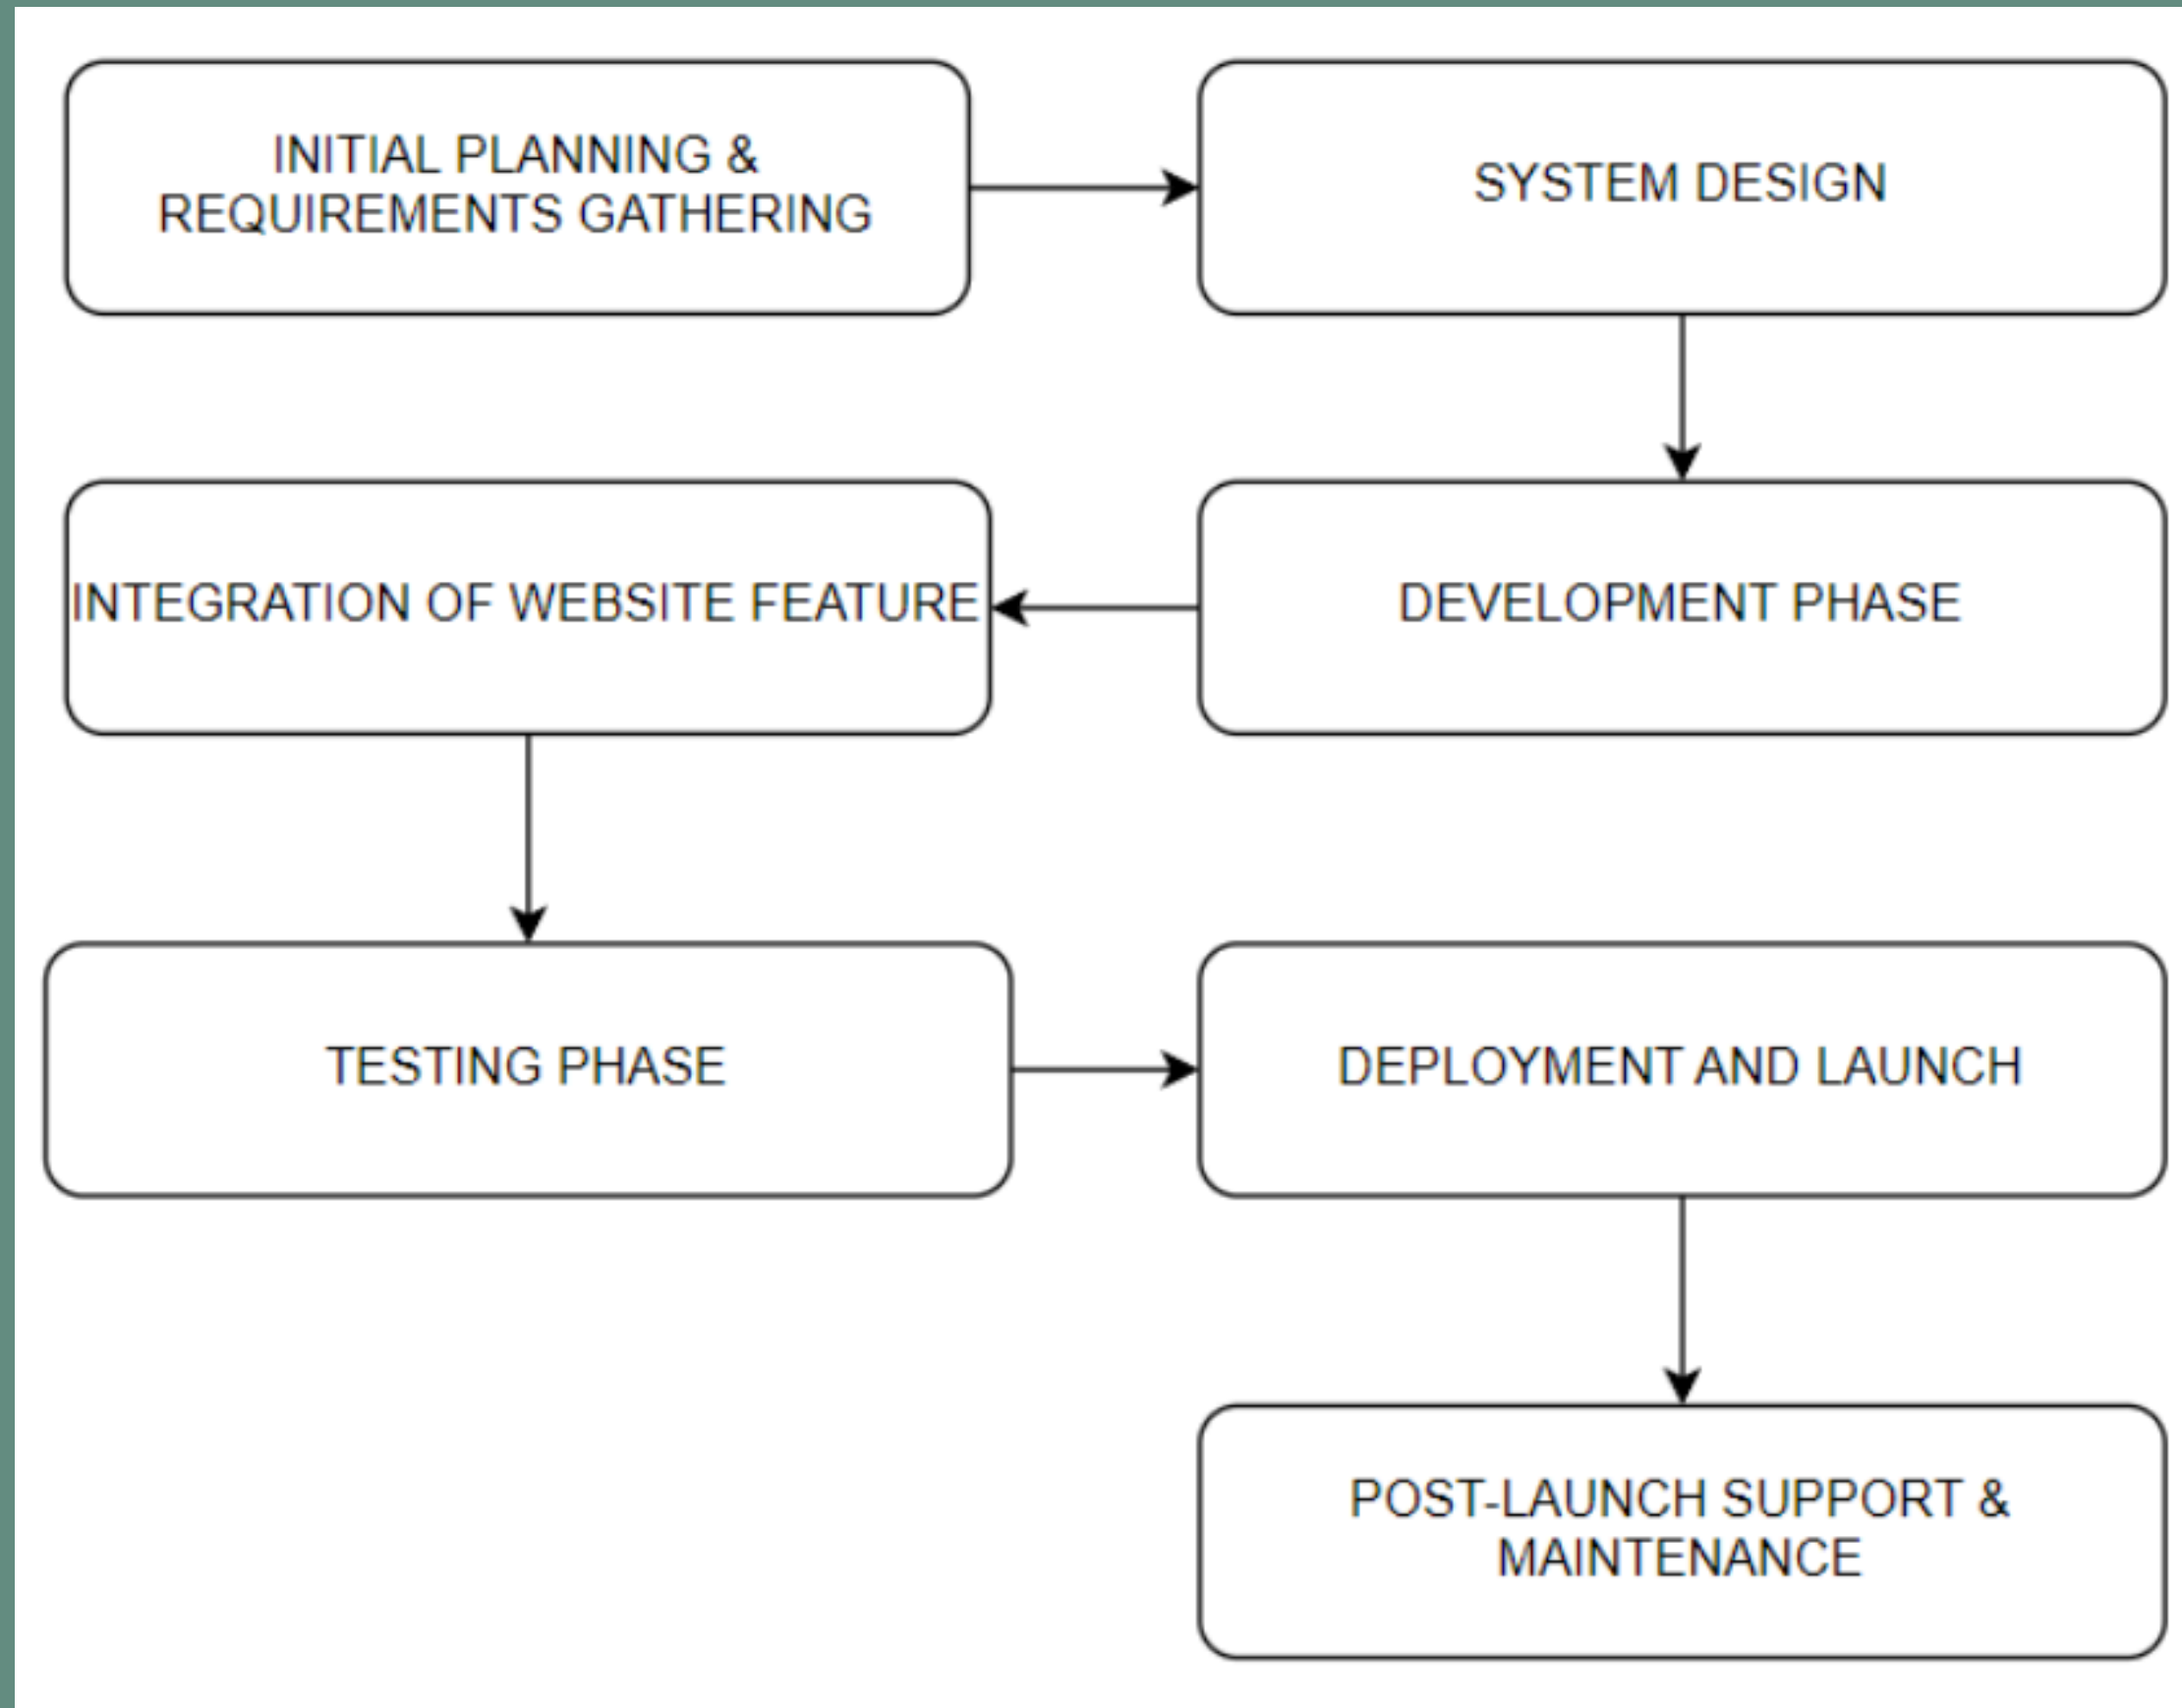 INITIAL PLANNING &
REQUIREMENTS GATHERING
SYSTEM DESIGN
DEVELOPMENT PHASE
INTEGRATION OF WEBSITE FEATURE
TESTING PHASE
DEPLOYMENT AND LAUNCH
POST-LAUNCH SUPPORT &
MAINTENANCE